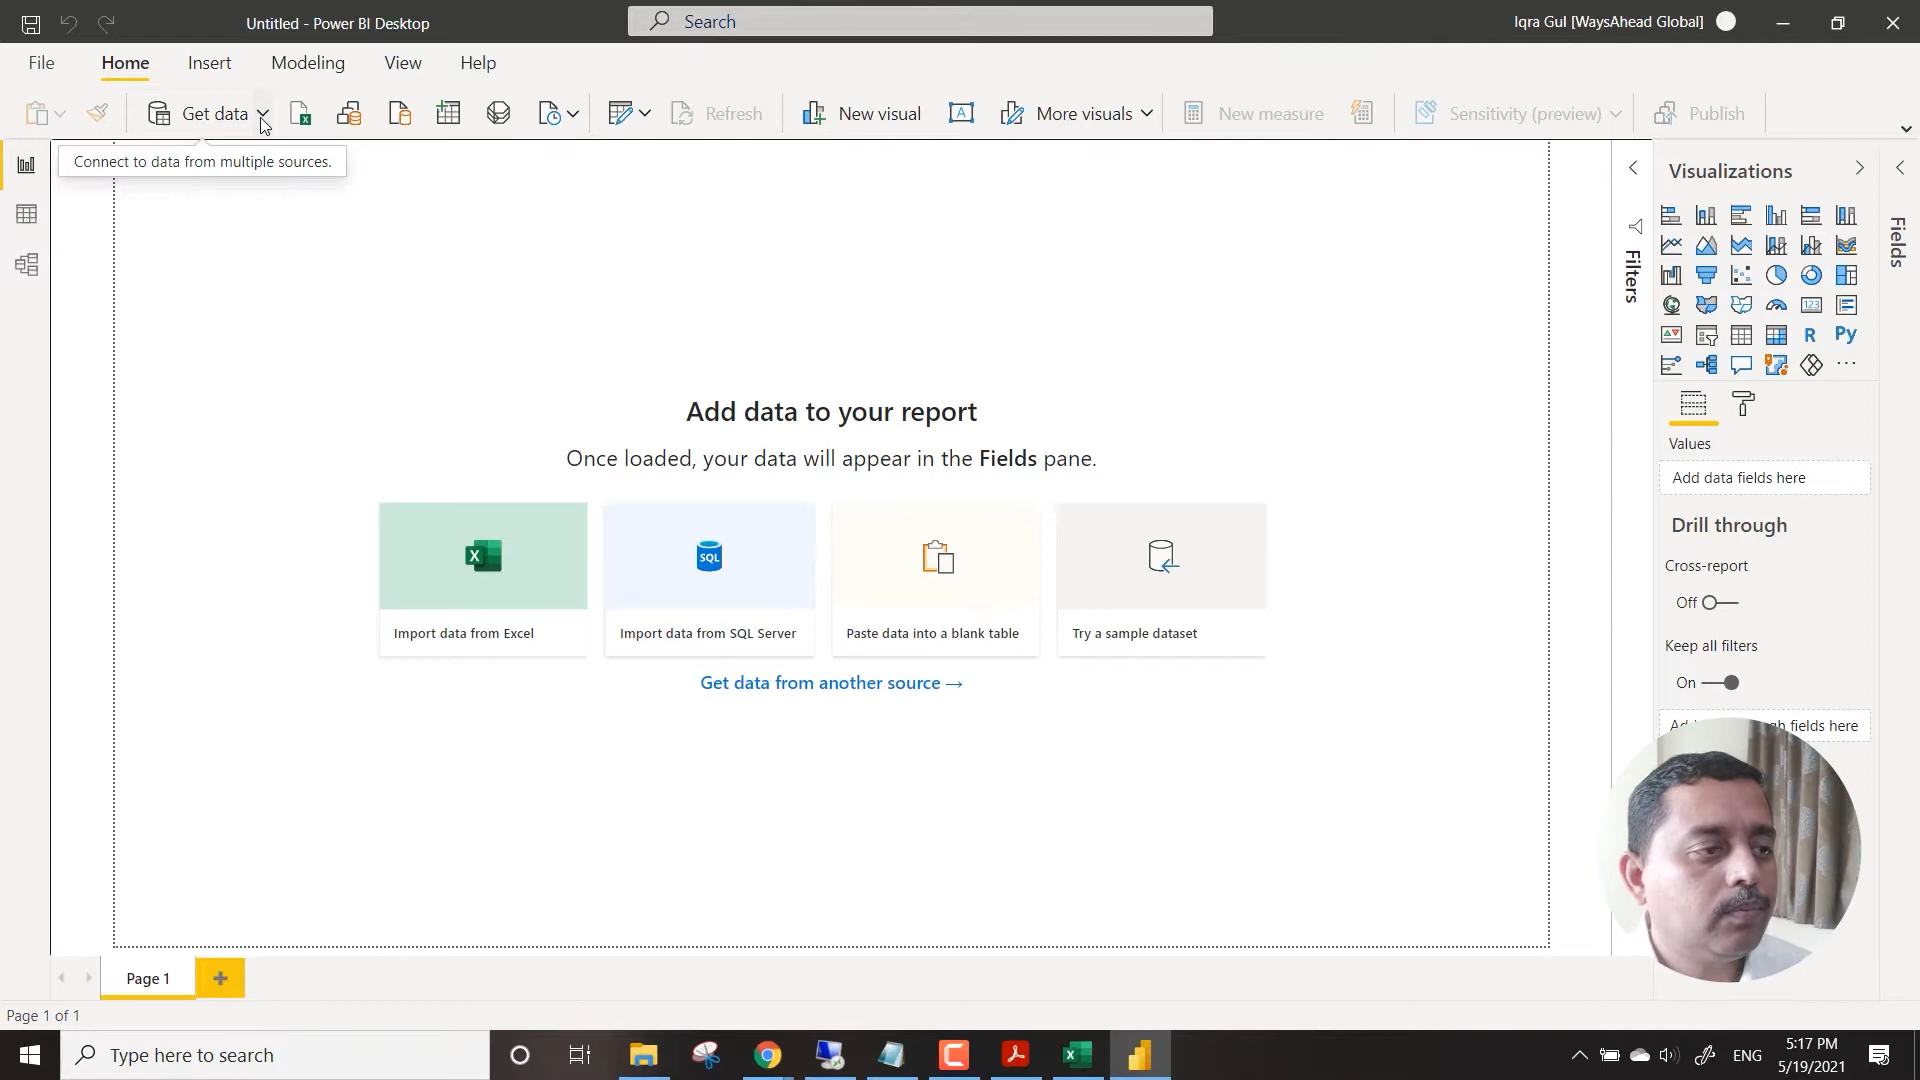 Untitled - Power BI Desktop
Search
Iqra Gul [WaysAhead Global]
File
Home
Insert
Modeling
View
Help
Get data
Refresh
New visual
More visuals
New measure
Sensitivity (preview)
Publish
Connect to data from multiple sources.
Visualizations
Filters
Fields
123
R
Py
Values
Add data fields here
Drill through
Cross-report
Off
Keep all filters
On
fields here
Add data to your report
Once loaded, your data will appear in the Fields pane.
SQL
Import data from Excel
Import data from SQL Server
Paste data into a blank table
Try a sample dataset
Get data from another source →
Page 1
Page 1 of 1
Type here to search
ENG
5:17 PM
5/19/2021